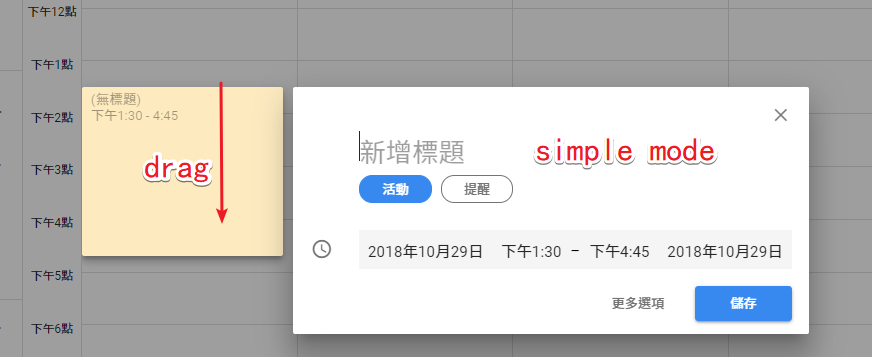 下午12點
下午1點
下午2點
下午3點
下午4點
下午5點
下午6點
(無標題)
下午1:30 - 4:45
drag
新增標題
simple mode
活動
提醒
2018年10月29日 下午1:30 – 下午4:45 2018年10月29日
更多選項
儲存